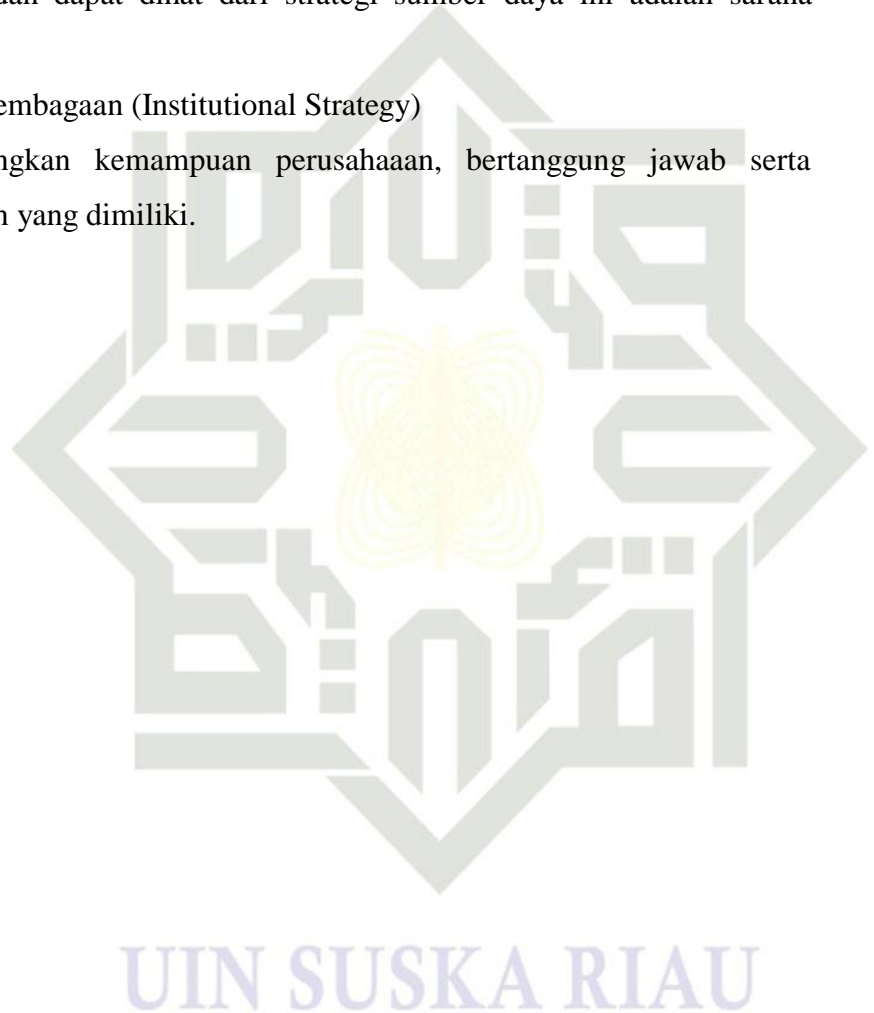 dan dapat dilihat dari strategi sumber daya ini adalah sarana
embagaan (Institutional Strategy)
ngkan kemampuan perusahaaan, bertanggung jawab serta
n yang dimiliki.
UIN SUSKA RIAU